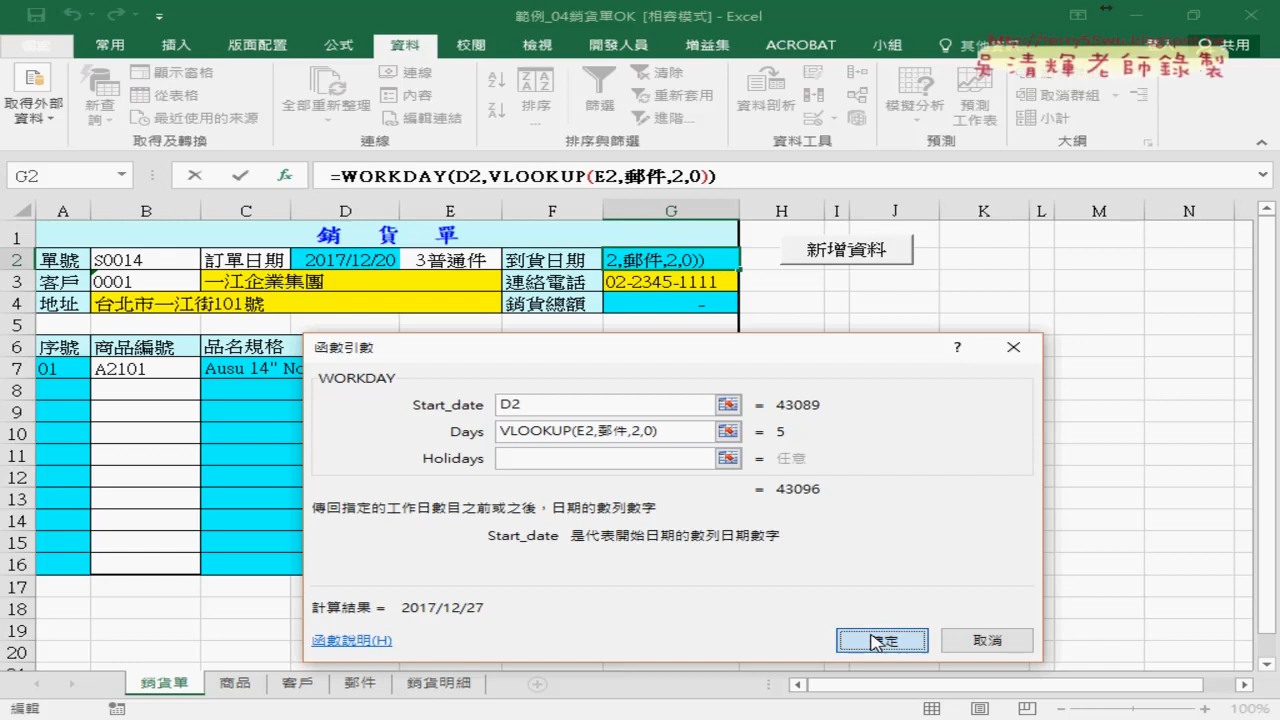 範例_04銷貨單OK [相容模式] - Excel
常用 插入 版面配置 公式 資料 校閱 檢視 開發人員 增益集 ACROBAT 小組 共用
吳清輝老師錄製
取得外部資料 新查詢 顯示窗格 從表格 最近使用的來源 全部重新整理 連線 內容 編輯連結 排序 篩選 清除 重新套用 進階... 資料剖析 模擬分析 預測工作表 取消群組 小計
取得及轉換 連線 排序與篩選 資料工具 預測 大綱
G2 =WORKDAY(D2,VLOOKUP(E2,郵件,2,0))
A B C D E F G H I J K L M N
1 銷 貨 單
2 單號 S0014 訂單日期 2017/12/20 3普通件 到貨日期 2,郵件,2,0)) 新增資料
3 客戶 0001 一江企業集團 連絡電話 02-2345-1111
4 地址 台北市一江街101號 銷貨總額 -
5
6 序號 商品編號 品名規格
7 01 A2101 Ausu 14" No
8
9
10
11
12
13
14
15
16
17
18
19
20
函數引數 ?
WORKDAY
Start_date D2 = 43089
Days VLOOKUP(E2,郵件,2,0) = 5
Holidays = 任意
= 43096
傳回指定的工作日數目之前或之後，日期的數列數字
Start_date 是代表開始日期的數列日期數字
計算結果 = 2017/12/27
函數說明(H) 取消
銷貨單 商品 客戶 郵件 銷貨明細
編輯 100%